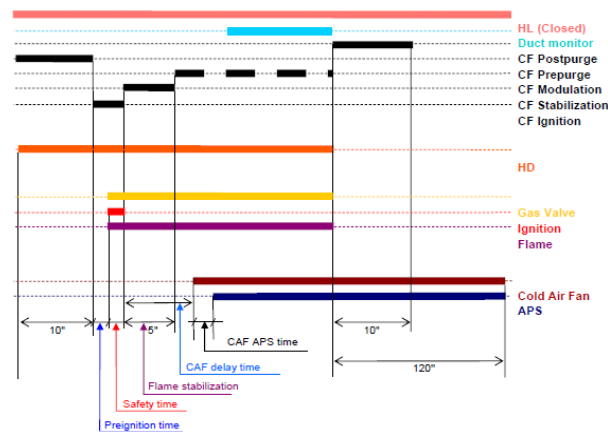 HL (Closed)
Duct monitor
CF Postpurge
CF Prepurge
CF Modulation
CF Stabilization
CF Ignition
HD
Gas Valve
Ignition
Flame
Cold Air Fan
APS
10" 5" 10"
CAF APS time
120"
CAF delay time
Flame stabilization
Safety time
Preignition time